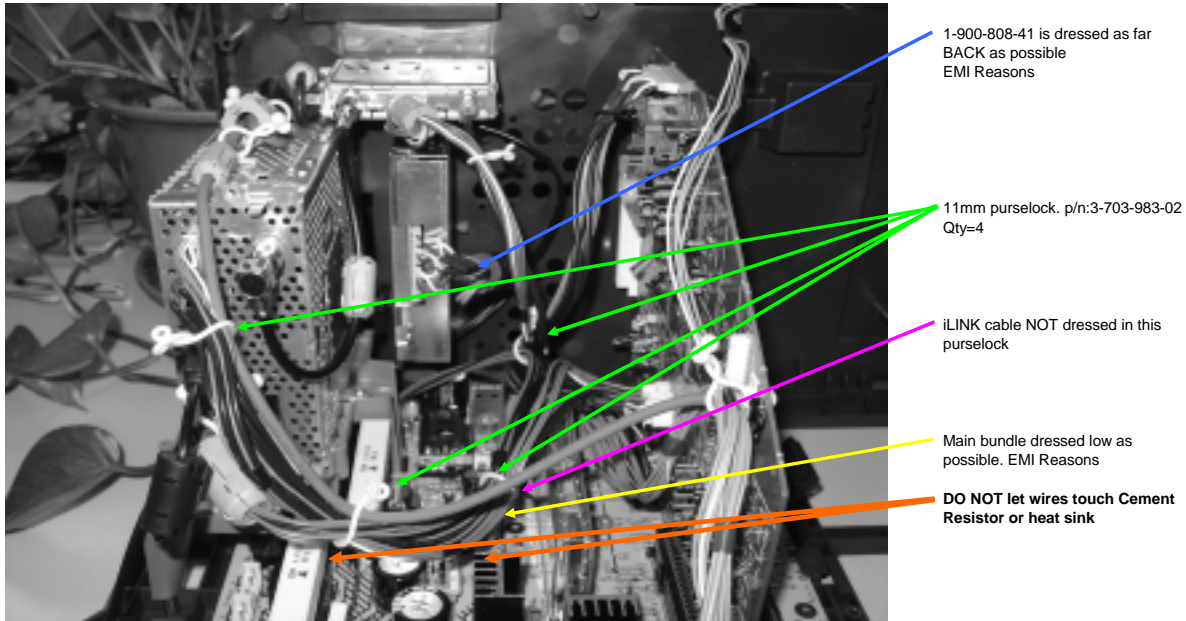 1-900-808-41 is dressed as far
BACK as possible
EMI Reasons
11mm purselock. p/n:3-703-983-02
Qty=4
iLINK cable NOT dressed in this
purselock
Main bundle dressed low as
possible. EMI Reasons
DO NOT let wires touch Cement
Resistor or heat sink